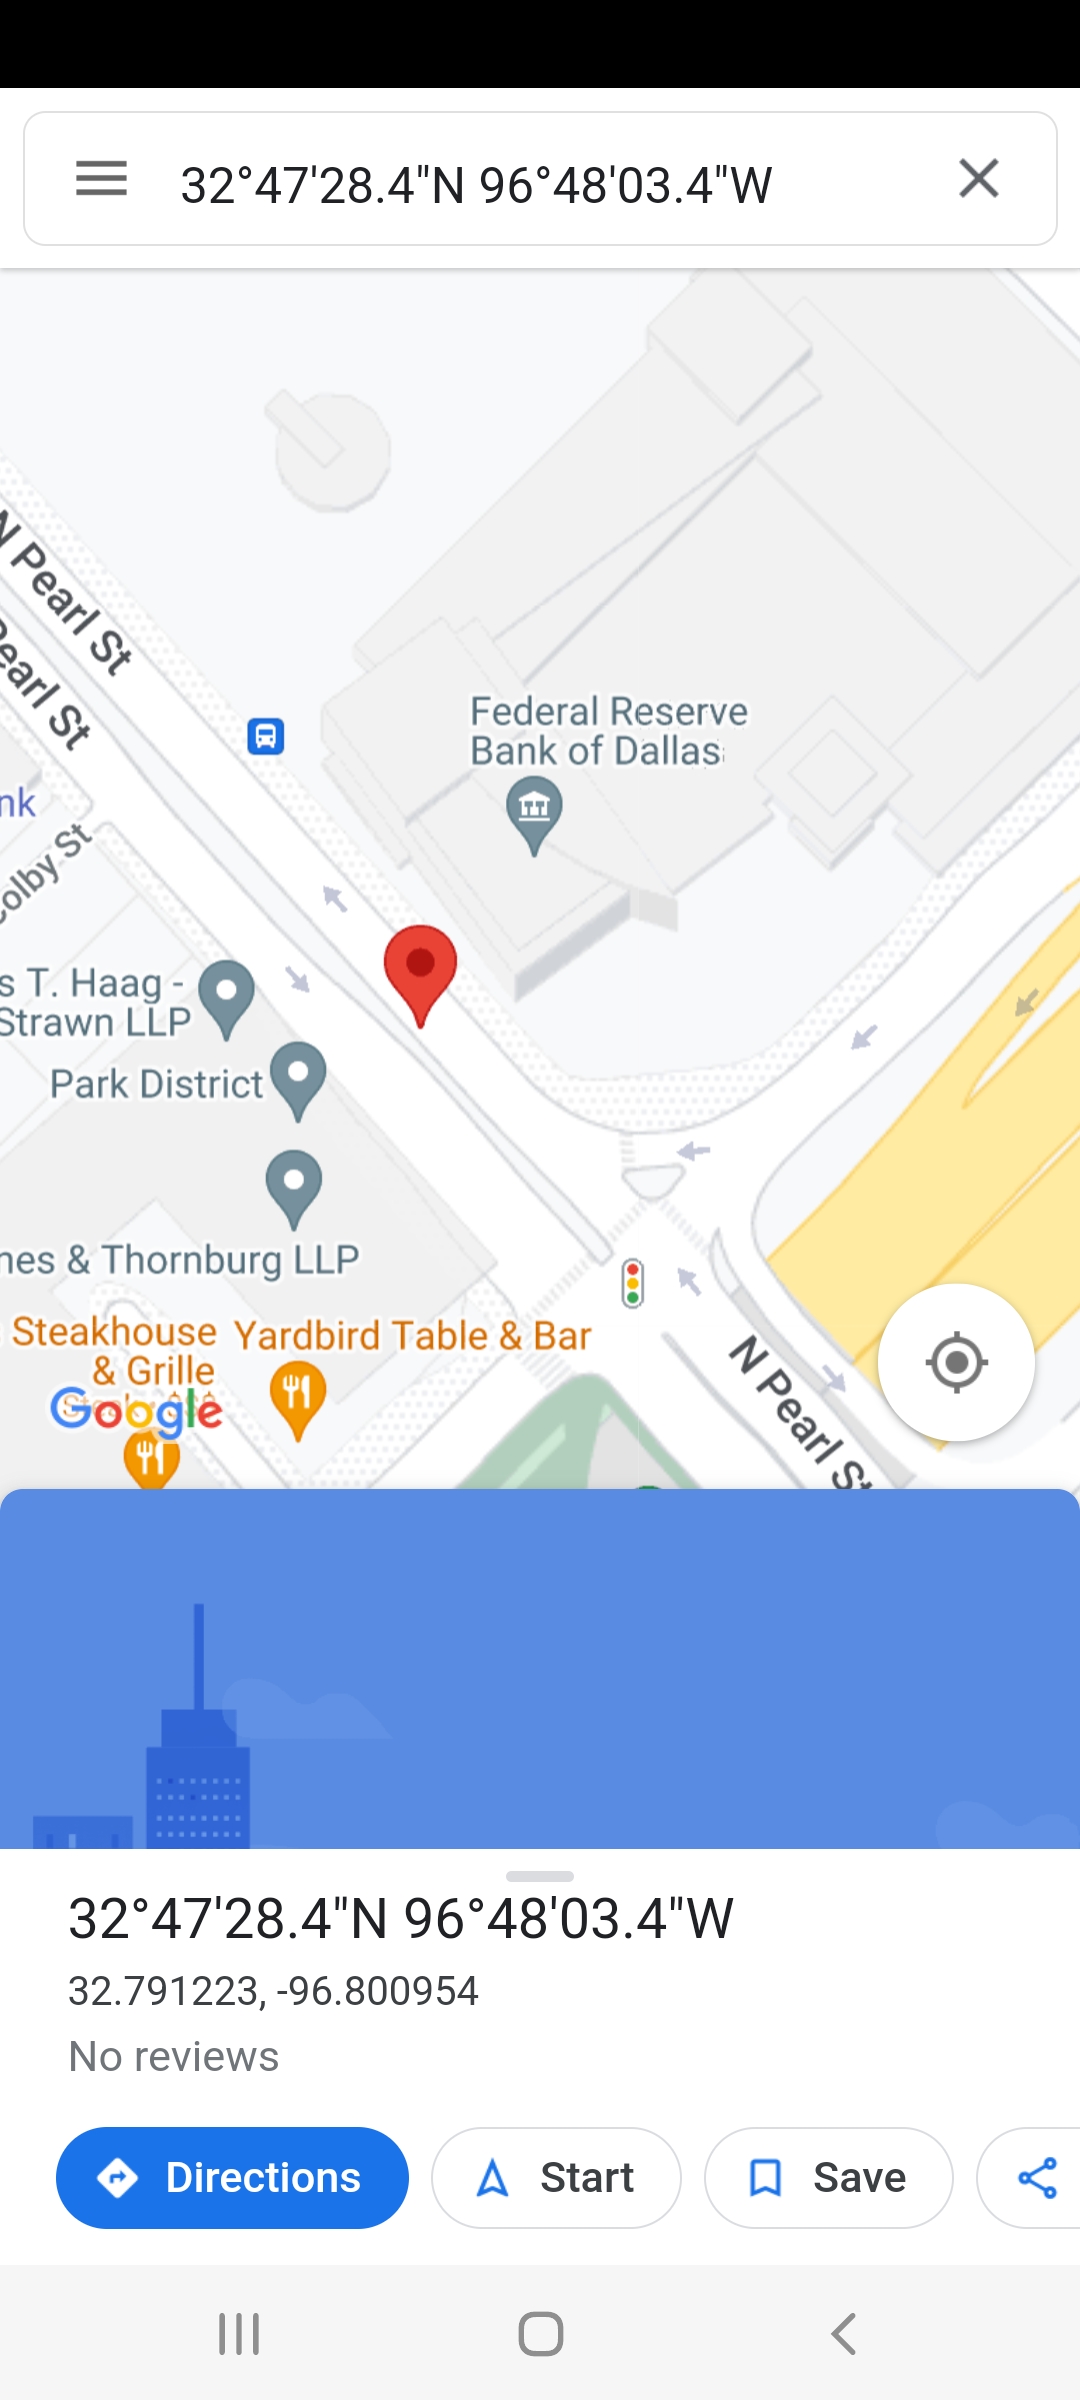 32°47'28.4"N 96°48'03.4"W
N Pearl St
Pearl St
Federal Reserve
Bank of Dallas
nk
Colby St
s T. Haag -
Strawn LLP
Park District
nes & Thornburg LLP
Steakhouse
& Grille
Yardbird Table & Bar
Google
N Pearl St
32°47'28.4"N 96°48'03.4"W
32.791223, -96.800954
No reviews
Directions
Start
Save